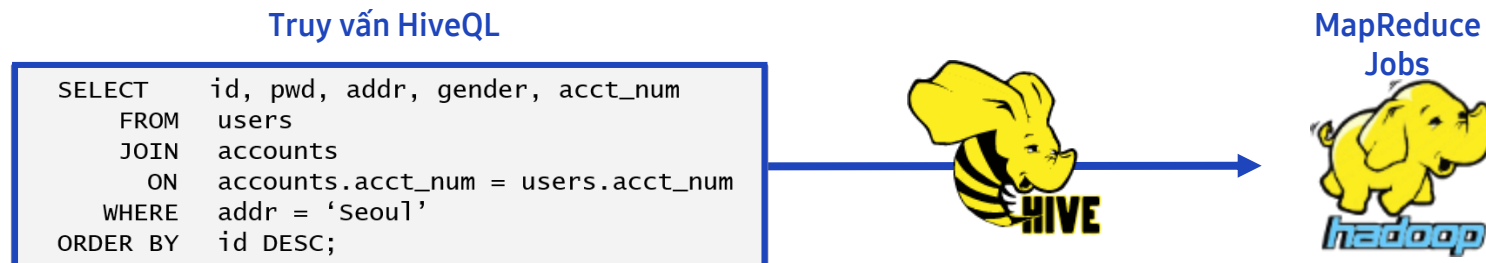 Truy vấn HiveQL
SELECT id, pwd, addr, gender, acct_num
FROM users
JOIN accounts
ON accounts.acct_num = users.acct_num
WHERE addr = ‘Seoul’
ORDER BY id DESC;
HIVE
MapReduce
Jobs
hadoop